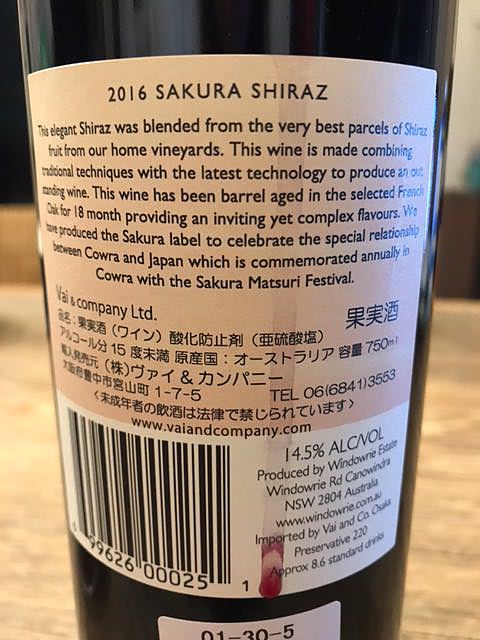 2016 SAKURA SHIRAZ
This elegant Shiraz was blended from the very best parcels of Shiraz
fruit from our home vineyards. This wine is made combining
traditional techniques with the latest technology to produce an out
standing wine. This wine has been barrel aged in the selected French
Oak for 18 month providing an inviting yet complex flavours. We
have produced the Sakura label to celebrate the special relationship
between Cowra and Japan which is commemorated annually in
Cowra with the Sakura Matsuri Festival.
Vai & company Ltd.
果実酒
品名：果実酒（ワイン）酸化防止剤（亜硫酸塩）
アルコール分 15 度未満 原産国：オーストラリア 容量 750ml
輸入発売元（株）ヴァイ & カンパニー
大阪府豊中市宮山町 1-7-5 TEL 06(6841)3553
＜未成年者の飲酒は法律で禁じられています＞
www.vaiandcompany.com
14.5% ALC/VOL
Produced by Windowrie Estate
Windowrie Rd Canowindra
NSW 2804 Australia
www.windowrie.com.au
Imported by Vai and Co. Osaka
Preservative 220
Approx 8.6 standard drinks
99626 00025 1
01-30-5